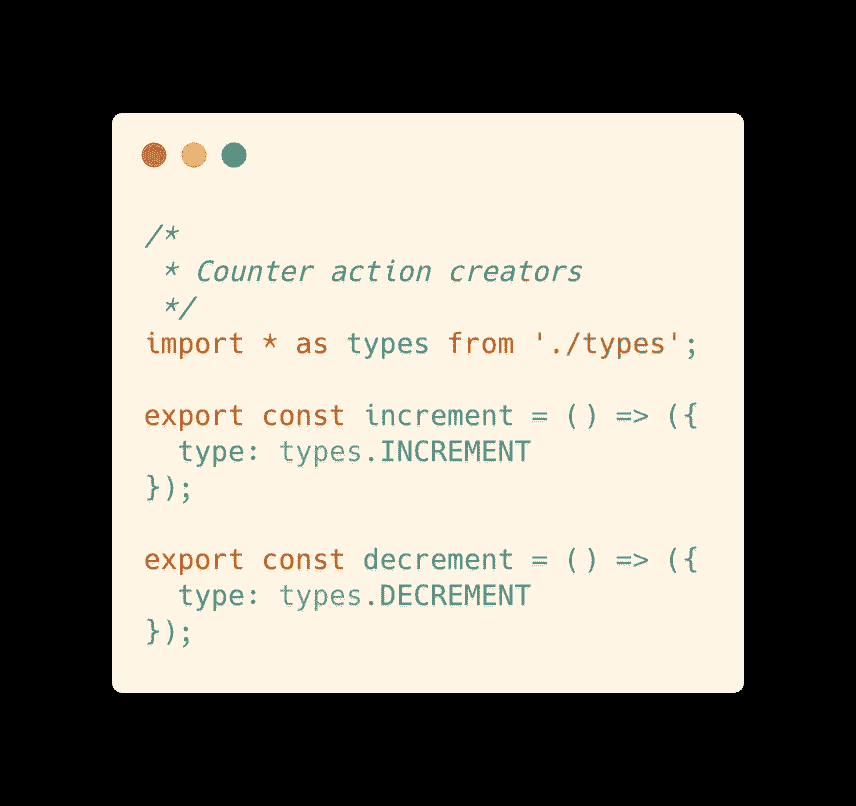 /*
 * Counter action creators
 */
import * as types from './types';
export const increment = () => ({
  type: types.INCREMENT
});
export const decrement = () => ({
  type: types.DECREMENT
});